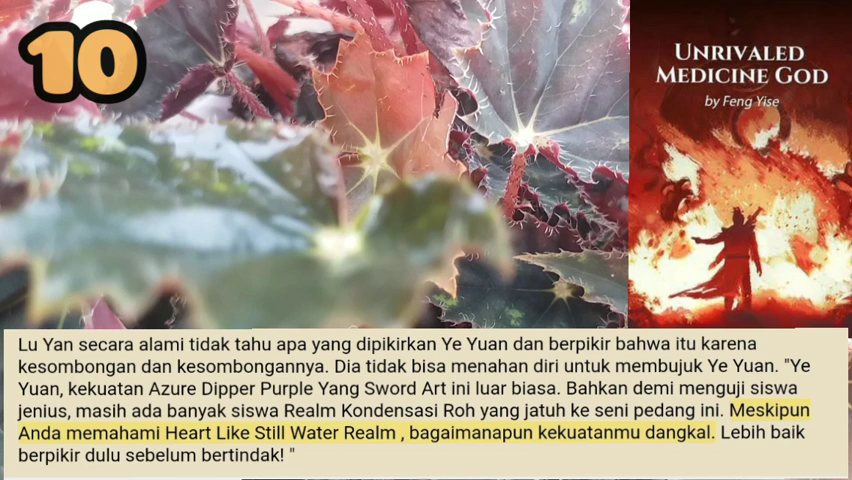 10
UNRIVALED
MEDICINE GOD
by Feng Yise
Lu Yan secara alami tidak tahu apa yang dipikirkan Ye Yuan dan berpikir bahwa itu karena
kesombongan dan kesombongannya. Dia tidak bisa menahan diri untuk membujuk Ye Yuan. "Ye
Yuan, kekuatan Azure Dipper Purple Yang Sword Art ini luar biasa. Bahkan demi menguji siswa
jenius, masih ada banyak siswa Realm Kondensasi Roh yang jatuh ke seni pedang ini. Meskipun
Anda memahami Heart Like Still Water Realm , bagaimanapun kekuatanmu dangkal. Lebih baik
berpikir dulu sebelum bertindak! "